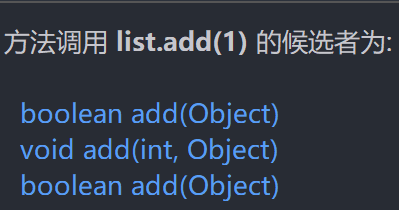 方法调用 list.add(1) 的候选者为:
boolean add(Object)
void add(int, Object)
boolean add(Object)